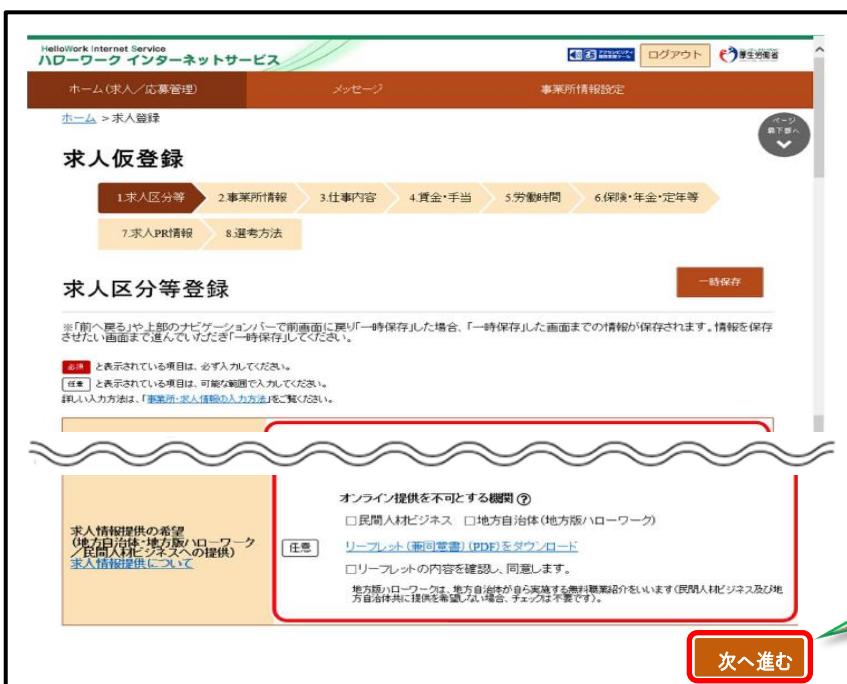 HelloWork Internet Service
ハローワーク インターネットサービス
ログアウト
厚生労働省
ホーム(求人/応募管理)
メッセージ
事業所情報設定
ホーム > 求人登録
ページ
最下部へ
求人仮登録
1.求人区分等
2.事業所情報
3.仕事内容
4.賃金・手当
5.労働時間
6.保険・年金・定年等
7.求人PR情報
8.選考方法
求人区分等登録
一時保存
※「前へ戻る」や上部のナビゲーションバーで前画面に戻り「一時保存」した場合、「一時保存」した画面までの情報が保存されます。情報を保存
させたい画面まで進んでいただき「一時保存」してください。
必須 と表示されている項目は、必ず入力してください。
任意 と表示されている項目は、可能な範囲で入力してください。
詳しい入力方法は、「事業所・求人情報の入力方法」をご覧ください。
オンライン提供を不可とする機関 ?
□民間人材ビジネス □地方自治体(地方版ハローワーク)
求人情報提供の希望
(地方自治体・地方版ハローワーク
/民間人材ビジネスへの提供)
求人情報提供について
任意
リーフレット(兼同意書)(PDF)をダウンロード
□リーフレットの内容を確認し、同意します。
地方版ハローワークは、地方自治体が自ら実施する無料職業紹介をいいます(民間人材ビジネス及び地
方自治体共に提供を希望しない場合、チェックは不要です)。
次へ進む